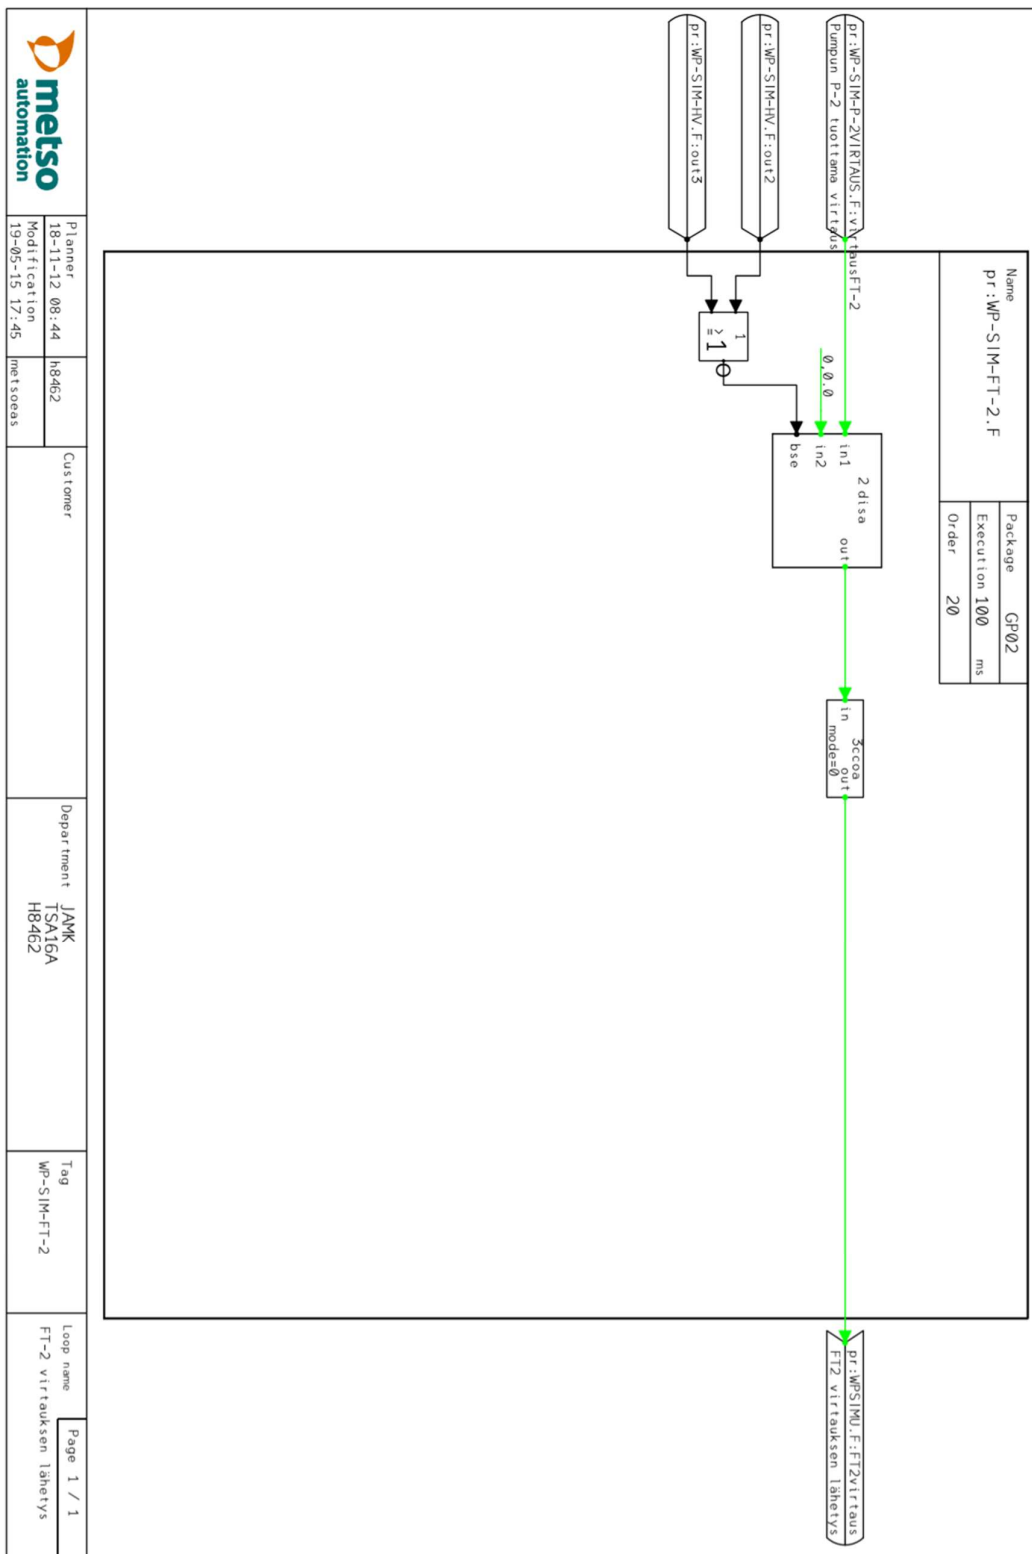 Name
pr:WP-SIM-FT-2.F
Package GP02
Execution 100 ms
Order 20
pr:WP-SIM-P-2VIRTAUS.F:virtausFT-2
Pumpun P-2 tuottama virtaus
0,0.0
in1
in2
bse
2 disa
out
3ccoa
in
out
mode=0
pr:WPSIMU.F:FT2virtaus
FT2 virtauksen lähetys
pr:WP-SIM-HV.F:out2
pr:WP-SIM-HV.F:out3
1
>=1
metso
automation
Planner
18-11-12 08:44 h8462
Modification
19-05-15 17:45 metsoeas
Customer
Department JAMK
TSA16A
H8462
Tag
WP-SIM-FT-2
Loop name
FT-2 virtauksen lähetys
Page 1 / 1